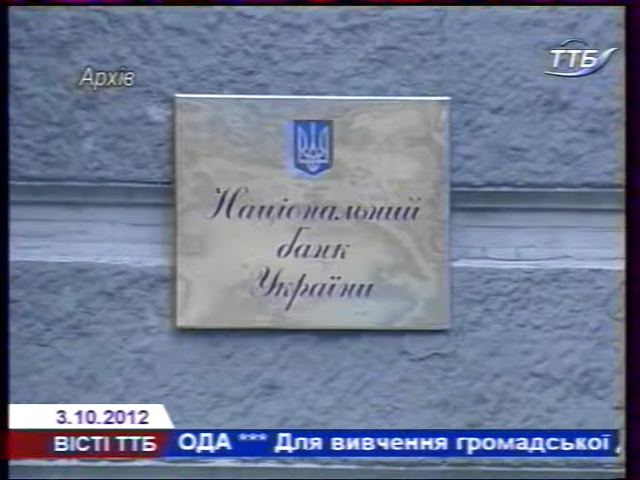 Архів
ТТБ
Національний
банк
України
3.10.2012
ВІСТІ ТТБ
ОДА *** Для вивчення громадської